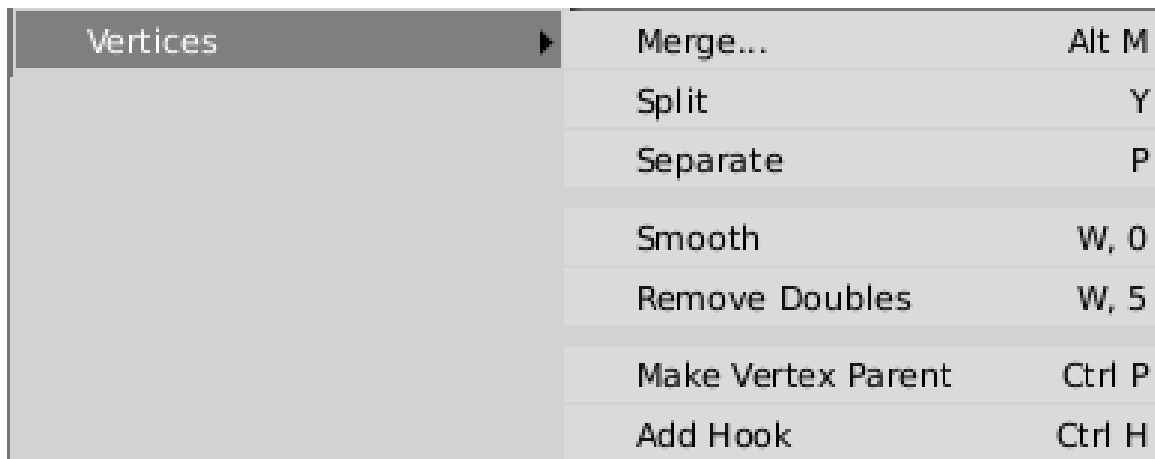 Vertices Merge... Alt M
Split Y
Separate P
Smooth W, 0
Remove Doubles W, 5
Make Vertex Parent Ctrl P
Add Hook Ctrl H